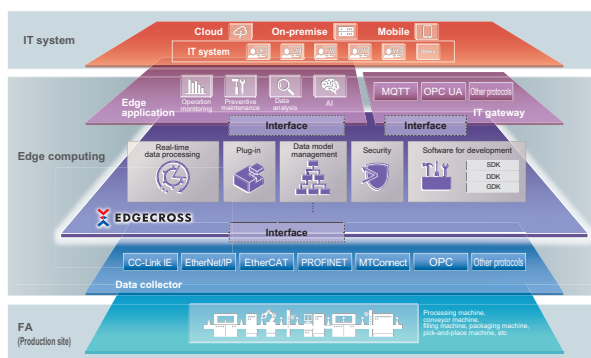 Cloud
On-premise
Mobile
IT system
IT system
Edge
application
Operation
monitoring
Preventive
maintenance
Data
analysis
AI
MQTT
OPC UA
Other protocols
IT gateway
Interface
Interface
Edge computing
Real-time
data processing
Plug-in
Data model
management
Security
Software for development
SDK
DDK
GDK
EDGECROSS
Interface
CC-Link IE
EtherNet/IP
EtherCAT
PROFINET
MTConnect
OPC
Other protocols
Data collector
FA
(Production site)
Processing machine,
conveyor machine,
filling machine, packaging machine,
pick-and-place machine, etc.